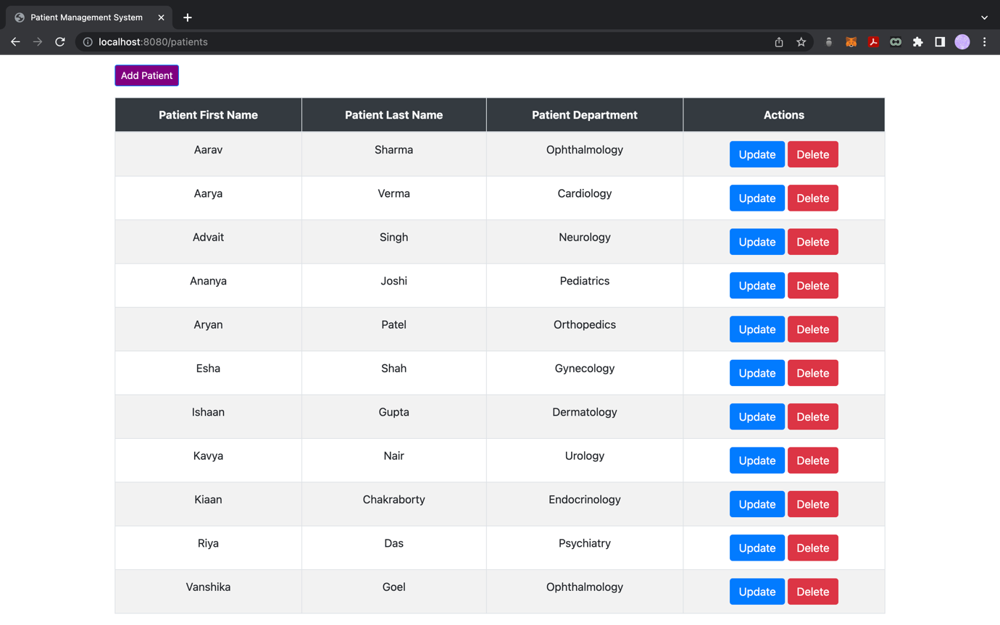 Patient Management System
localhost:8080/patients
Add Patient
Patient First Name Patient Last Name Patient Department Actions
Aarav Sharma Ophthalmology Update Delete
Aarya Verma Cardiology Update Delete
Advait Singh Neurology Update Delete
Ananya Joshi Pediatrics Update Delete
Aryan Patel Orthopedics Update Delete
Esha Shah Gynecology Update Delete
Ishaan Gupta Dermatology Update Delete
Kavya Nair Urology Update Delete
Kiaan Chakraborty Endocrinology Update Delete
Riya Das Psychiatry Update Delete
Vanshika Goel Ophthalmology Update Delete